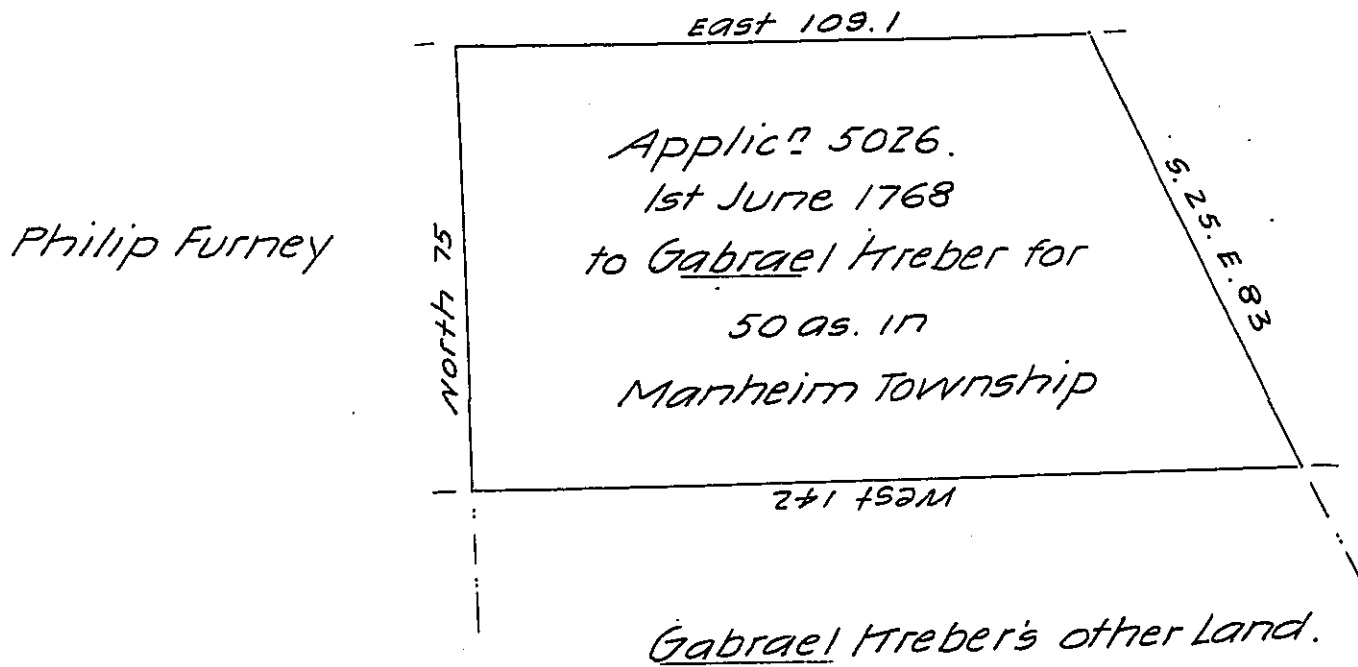 East 109.1
Applicⁿ 5026.
1st June 1768
to Gabrael Kreber for
50 as. in
Manheim Township
S. 25. E. 83
Philip Furney
North 75
West 142
Gabrael Kreber's other Land.